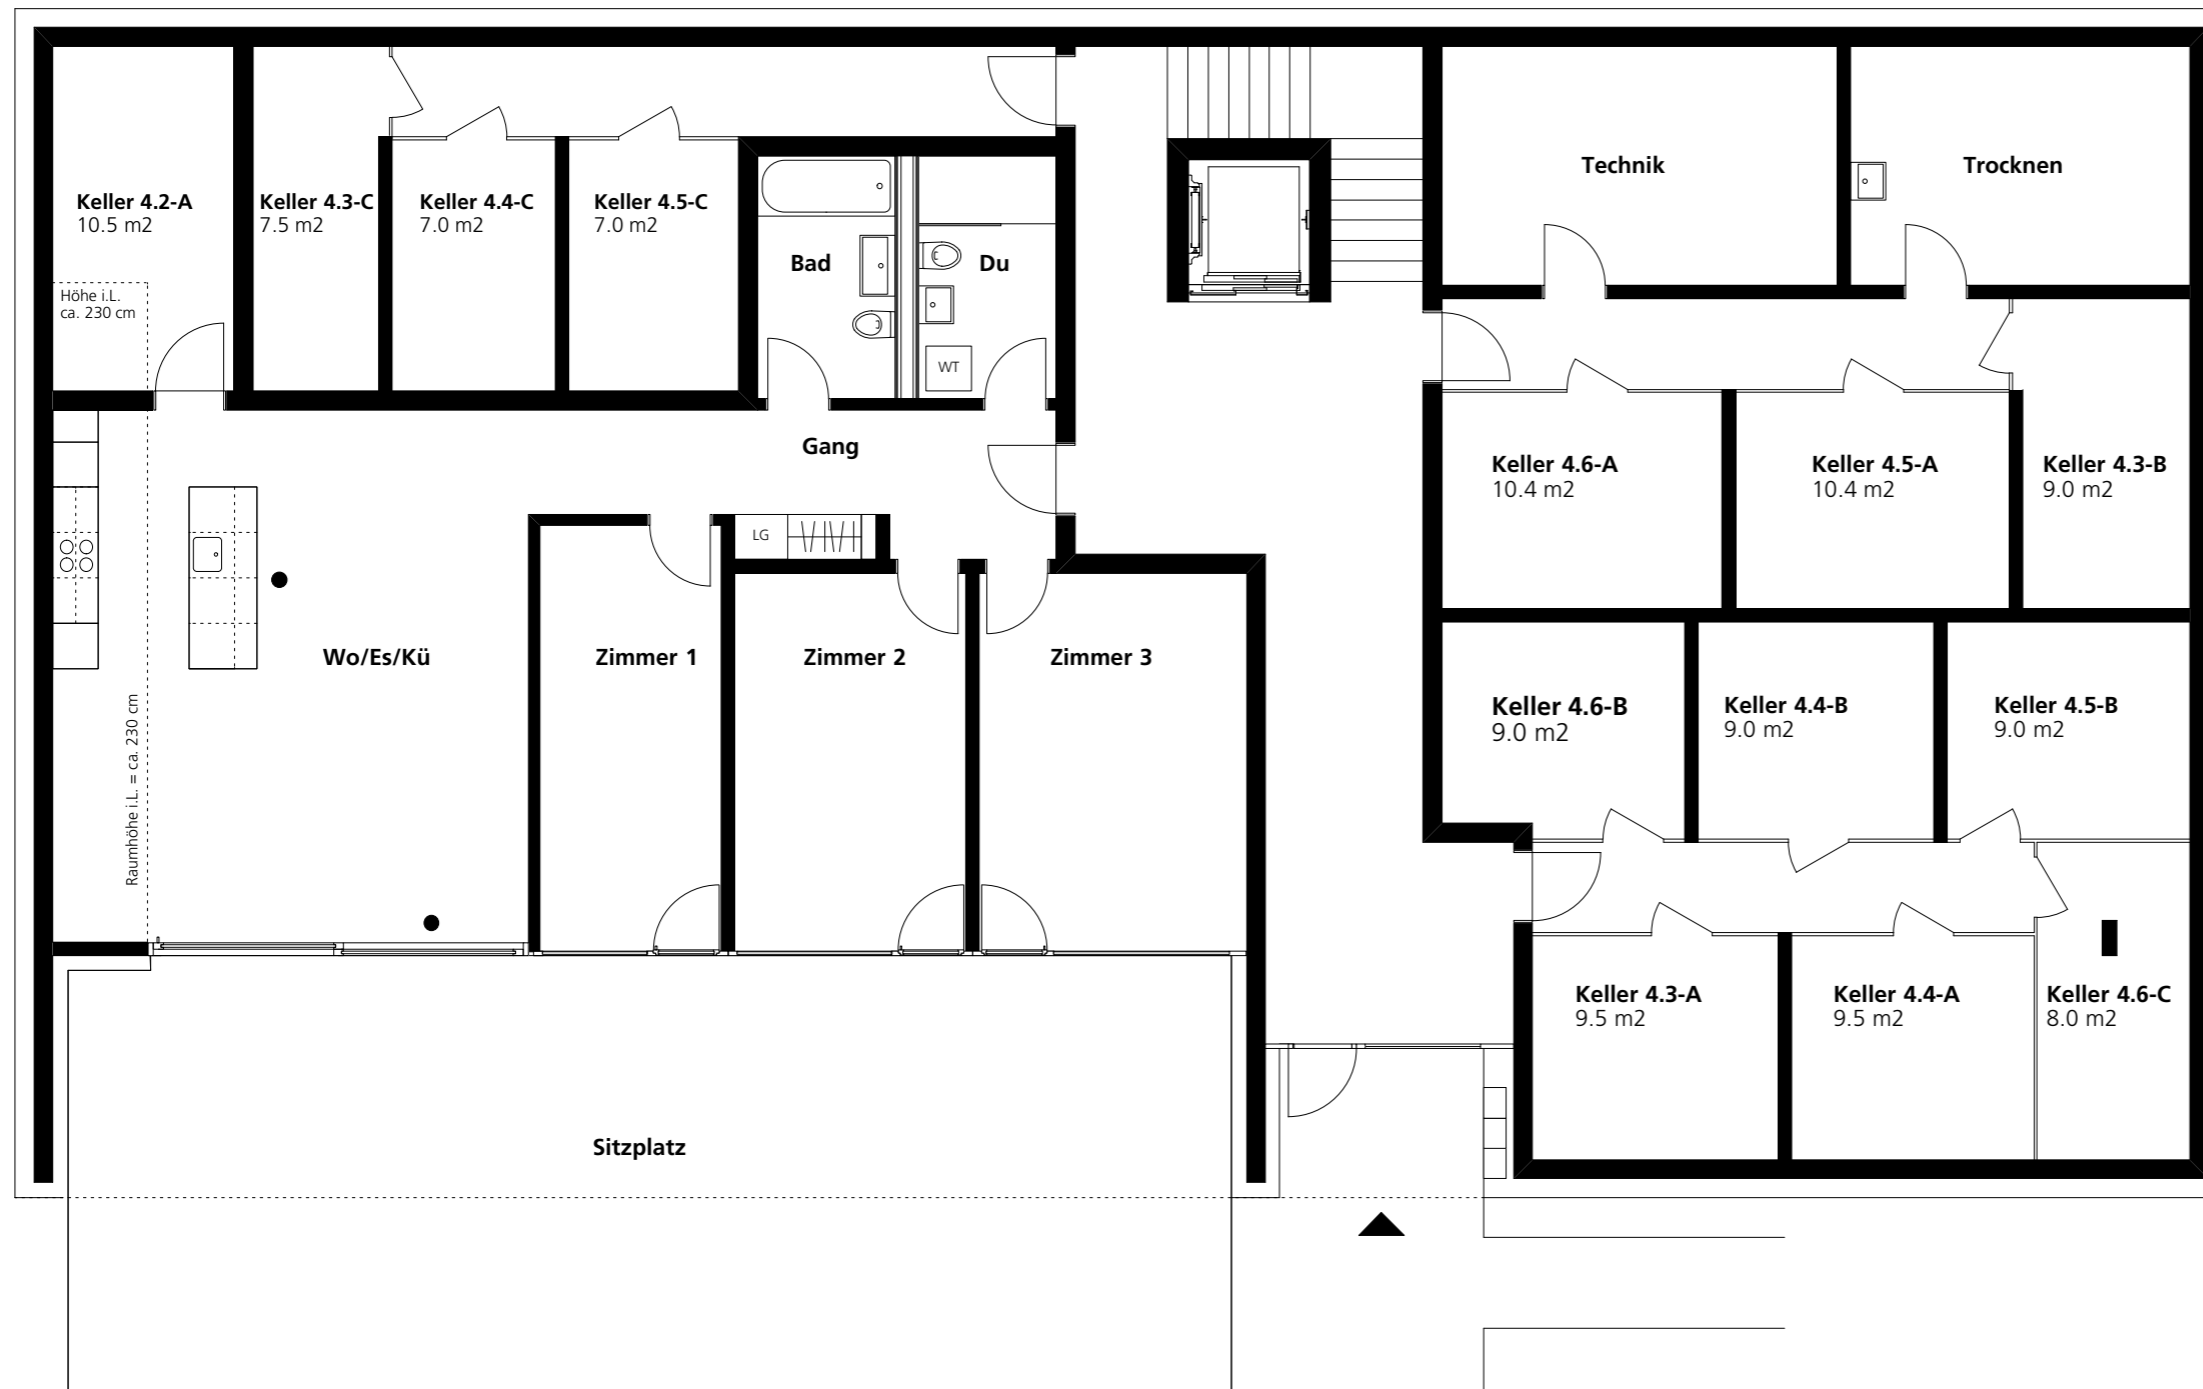 Technik
Trocknen
Keller 4.2-A
10.5 m2
Keller 4.3-C
7.5 m2
Keller 4.4-C
7.0 m2
Keller 4.5-C
7.0 m2
Bad
Du
Höhe i.L.
ca. 230 cm
WT
Gang
Keller 4.6-A
10.4 m2
Keller 4.5-A
10.4 m2
Keller 4.3-B
9.0 m2
LG
Wo/Es/Kü
Zimmer 1
Zimmer 2
Zimmer 3
Raumhöhe i.L. = ca. 230 cm
Keller 4.6-B
9.0 m2
Keller 4.4-B
9.0 m2
Keller 4.5-B
9.0 m2
Keller 4.3-A
9.5 m2
Keller 4.4-A
9.5 m2
Keller 4.6-C
8.0 m2
Sitzplatz